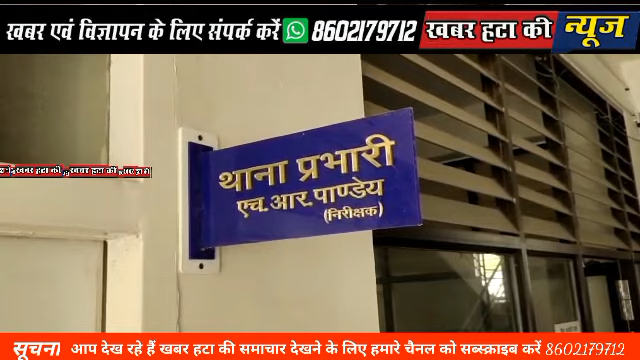 खबर एवं विज्ञापन के लिए संपर्क करें 8602179712 खबर हटा की न्यूज
थाना प्रभारी
एच. आर. पाण्डेय
(निरीक्षक)
सूचना आप देख रहे हैं खबर हटा की समाचार देखने के लिए हमारे चैनल को सब्स्क्राइब करें 8602179712